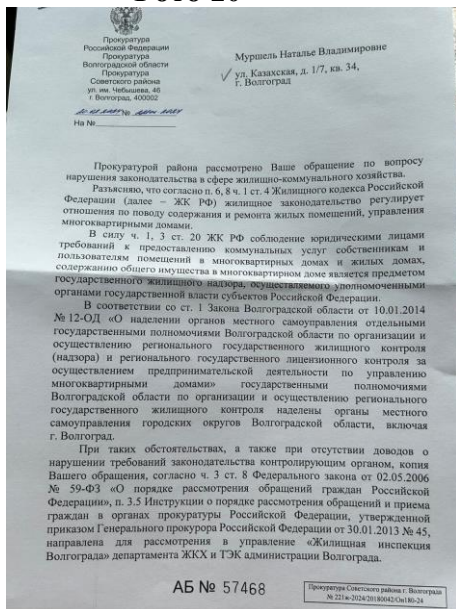 Прокуратура
Российской Федерации
Прокуратура
Волгоградской области
Прокуратура
Советского района
ул. им. Чебышева, 46
г. Волгоград, 400002
На №
Муршель Наталье Владимировне
ул. Казахская, д. 1/7, кв. 34,
г. Волгоград
Прокуратурой района рассмотрено Ваше обращение по вопросу
нарушения законодательства в сфере жилищно-коммунального хозяйства.
Разъясняю, что согласно п. 6, 8 ч. 1 ст. 4 Жилищного кодекса Российской
Федерации (далее – ЖК РФ) жилищное законодательство регулирует
отношения по поводу содержания и ремонта жилых помещений, управления
многоквартирными домами.
В силу ч. 1, 3 ст. 20 ЖК РФ соблюдение юридическими лицами
требований к предоставлению коммунальных услуг собственникам и
пользователям помещений в многоквартирных домах и жилых домах,
содержанию общего имущества в многоквартирном доме является предметом
государственного жилищного надзора, осуществляемого уполномоченными
органами государственной власти субъектов Российской Федерации.
В соответствии со ст. 1 Закона Волгоградской области от 10.01.2014
№ 12-ОД «О наделении органов местного самоуправления отдельными
государственными полномочиями Волгоградской области по организации и
осуществлению регионального государственного жилищного контроля
(надзора) и регионального государственного лицензионного контроля за
осуществлением предпринимательской деятельности по управлению
многоквартирными домами» государственными полномочиями
Волгоградской области по организации и осуществлению регионального
государственного жилищного контроля наделены органы местного
самоуправления городских округов Волгоградской области, включая
г. Волгоград.
При таких обстоятельствах, а также при отсутствии доводов о
нарушении требований законодательства контролирующим органом, копия
Вашего обращения, согласно ч. 3 ст. 8 Федерального закона от 02.05.2006
№ 59-ФЗ «О порядке рассмотрения обращений граждан Российской
Федерации», п. 3.5 Инструкции о порядке рассмотрения обращений и приема
граждан в органах прокуратуры Российской Федерации, утвержденной
приказом Генерального прокурора Российской Федерации от 30.01.2013 № 45,
направлена для рассмотрения в управление «Жилищная инспекция
Волгограда» департамента ЖКХ и ТЭК администрации Волгограда.
АБ № 57468
Прокуратура Советского района г. Волгограда
№ 221ж-2024/20180042/Он180-24